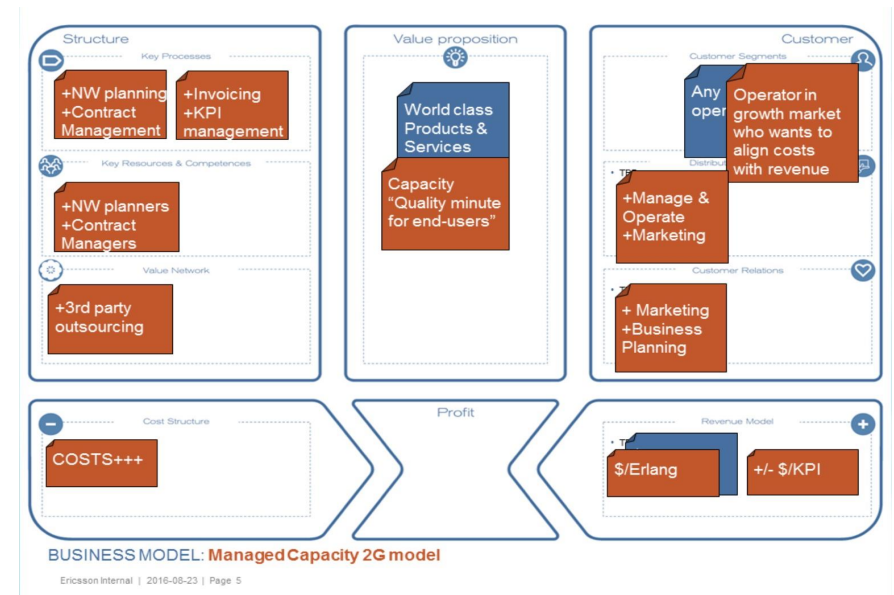 Structure
Key Processes
+NW planning
+Contract
Management
+Invoicing
+KPI
management
Key Resources & Competences
+NW planners
+Contract
Managers
Value Network
+3rd party
outsourcing
Value proposition
World class
Products &
Services
Capacity
“Quality minute
for end-users”
Customer
Customer Segments
Any
Operator in
growth market
who wants to
align costs
with revenue
+Manage &
Operate
+Marketing
Customer Relations
+ Marketing
+Business
Planning
Cost Structure
COSTS+++
Profit
Revenue Model
$/Erlang
+/- $/KPI
BUSINESS MODEL: Managed Capacity 2G model
Ericsson Internal | 2016-08-23 | Page 5